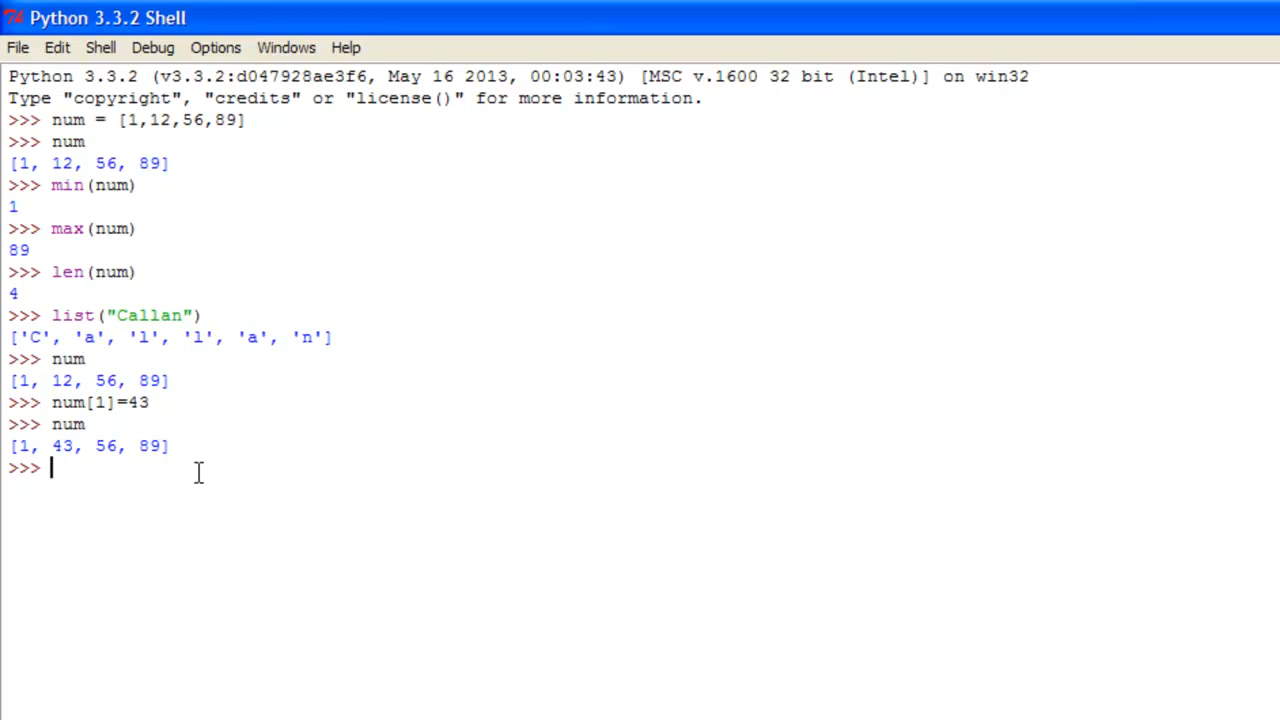 Python 3.3.2 Shell
File Edit Shell Debug Options Windows Help
Python 3.3.2 (v3.3.2:d047928ae3f6, May 16 2013, 00:03:43) [MSC v.1600 32 bit (Intel)] on win32
Type "copyright", "credits" or "license()" for more information.
>>> num = [1,12,56,89]
>>> num
[1, 12, 56, 89]
>>> min(num)
1
>>> max(num)
89
>>> len(num)
4
>>> list("Callan")
['C', 'a', 'l', 'l', 'a', 'n']
>>> num
[1, 12, 56, 89]
>>> num[1]=43
>>> num
[1, 43, 56, 89]
>>>